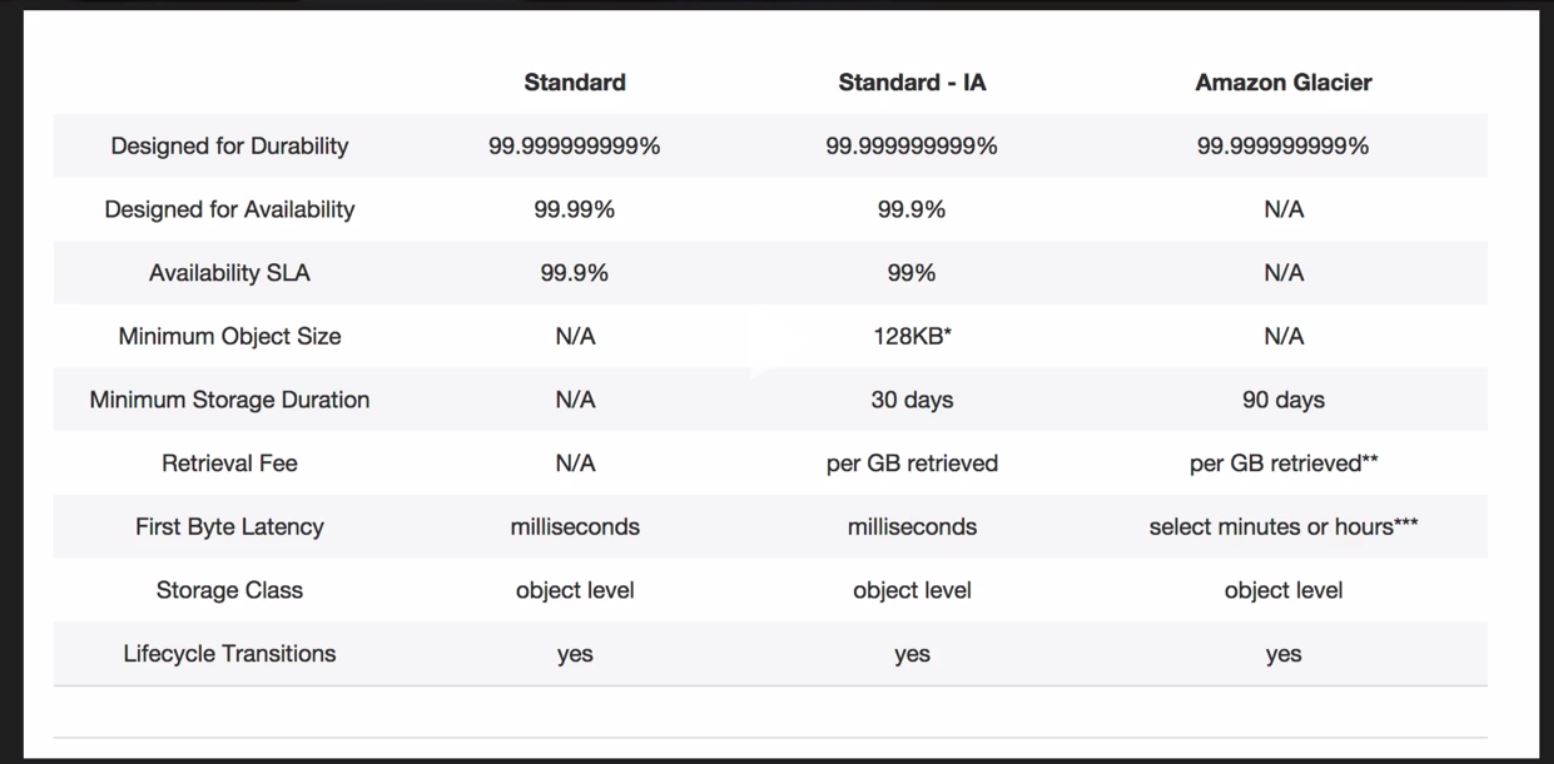 Standard Standard - IA Amazon Glacier
Designed for Durability 99.999999999% 99.999999999% 99.999999999%
Designed for Availability 99.99% 99.9% N/A
Availability SLA 99.9% 99% N/A
Minimum Object Size N/A 128KB* N/A
Minimum Storage Duration N/A 30 days 90 days
Retrieval Fee N/A per GB retrieved per GB retrieved**
First Byte Latency milliseconds milliseconds select minutes or hours***
Storage Class object level object level object level
Lifecycle Transitions yes yes yes